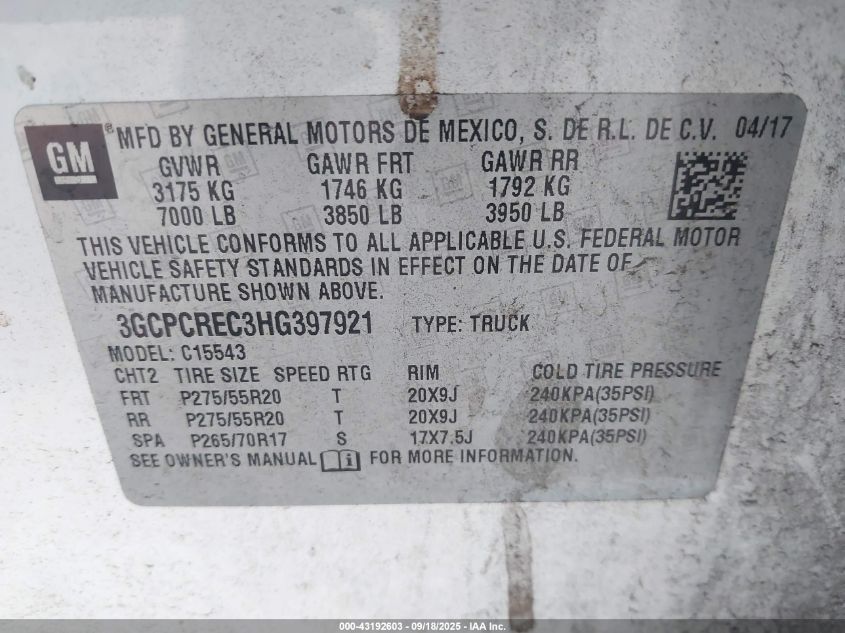 GM
® MFD BY GENERAL MOTORS DE MEXICO, S. DE R.L. DE C.V. 04/17
GVWR GAWR FRT GAWR RR
3175 KG 1746 KG 1792 KG
7000 LB 3850 LB 3950 LB
THIS VEHICLE CONFORMS TO ALL APPLICABLE U.S. FEDERAL MOTOR
VEHICLE SAFETY STANDARDS IN EFFECT ON THE DATE OF
MANUFACTURE SHOWN ABOVE.
3GCPCREC3HG397921 TYPE: TRUCK
MODEL: C15543
CHT2 TIRE SIZE SPEED RTG RIM COLD TIRE PRESSURE
FRT P275/55R20 T 20X9J 240KPA(35PSI)
RR P275/55R20 T 20X9J 240KPA(35PSI)
SPA P265/70R17 S 17X7.5J 240KPA(35PSI)
SEE OWNER'S MANUAL FOR MORE INFORMATION.
000-43192603 - 09/18/2025 - IAA Inc.